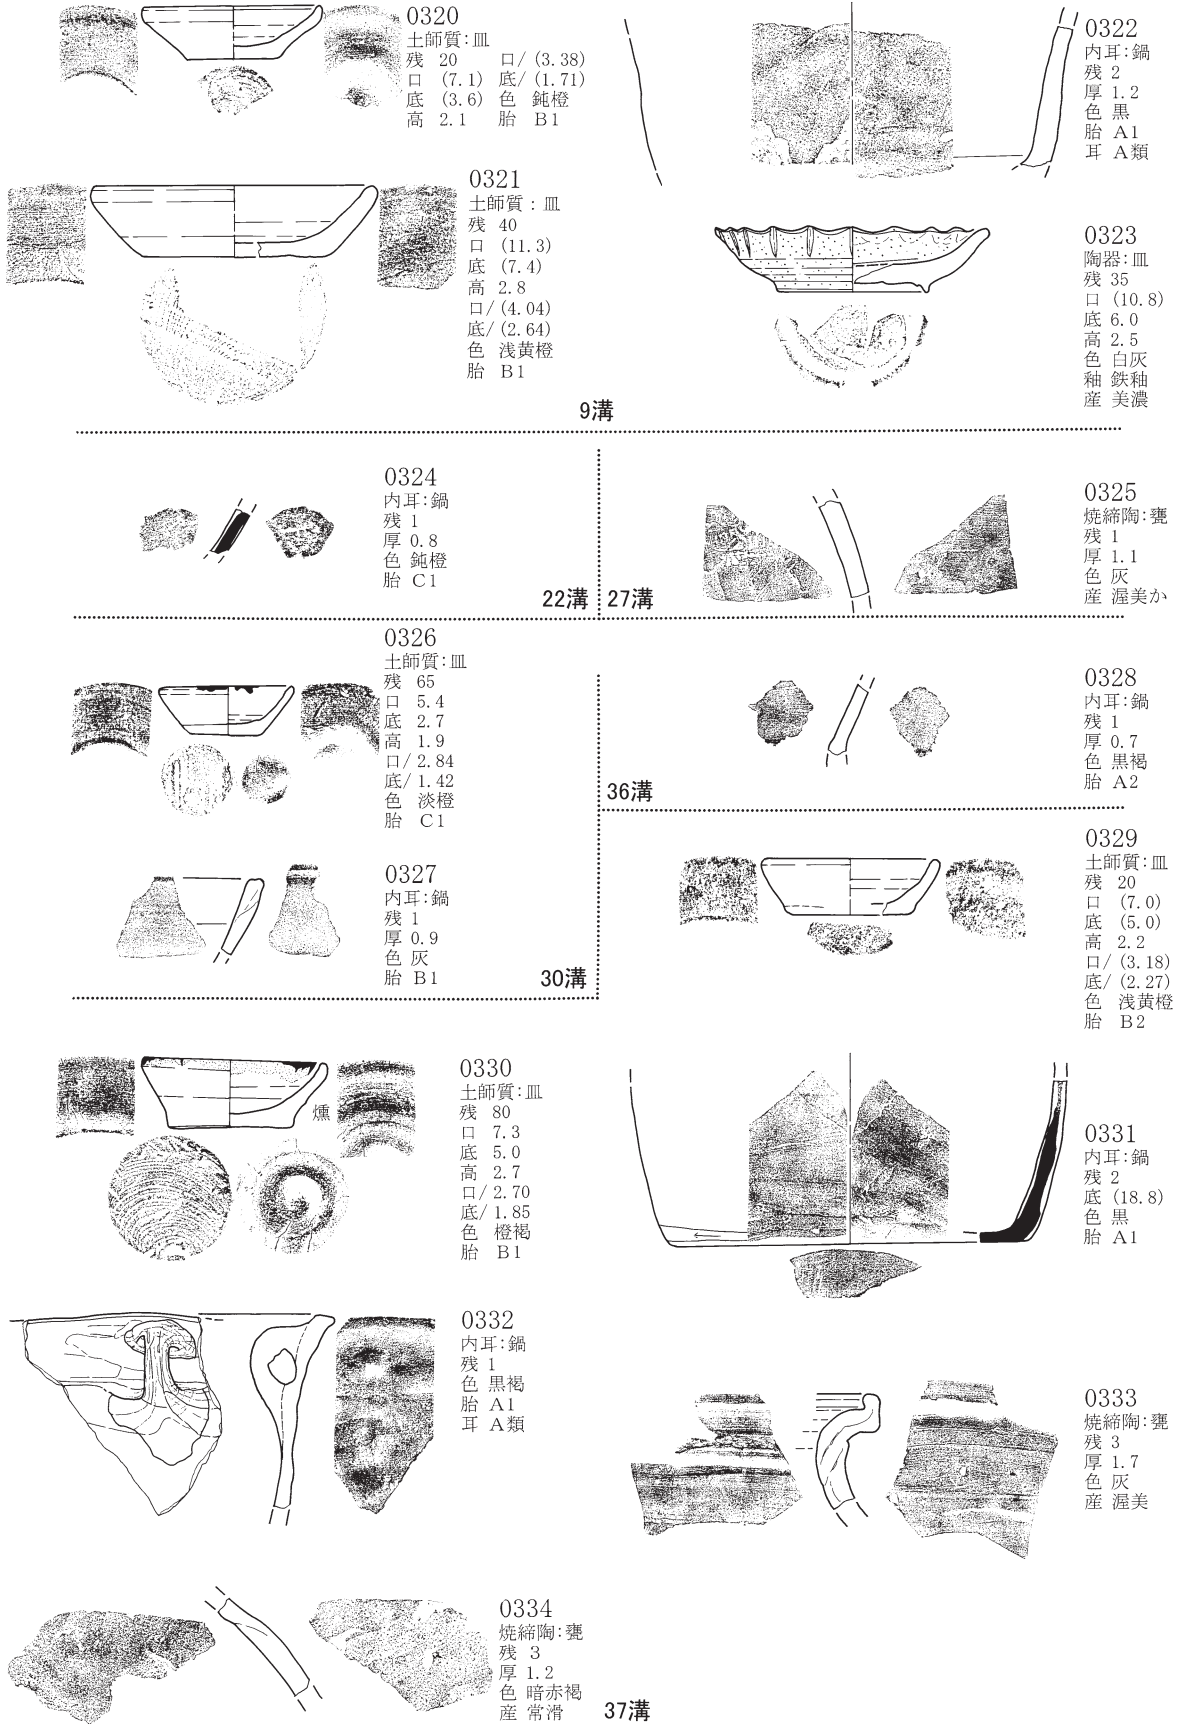 0320
土師質:皿
残 20 口/ (3.38)
口 (7.1) 底/ (1.71)
底 (3.6) 色 鈍橙
高 2.1 胎 B1
0321
土師質:皿
残 40
口 (11.3)
底 (7.4)
高 2.8
口/ (4.04)
底/ (2.64)
色 浅黄橙
胎 B1
0322
内耳:鍋
残 2
厚 1.2
色 黒
胎 A1
耳 A類
0323
陶器:皿
残 35
口 (10.8)
底 6.0
高 2.5
色 白灰
釉 鉄釉
産 美濃
9溝
0324
内耳:鍋
残 1
厚 0.8
色 鈍橙
胎 C1
22溝
0325
焼締陶:甕
残 1
厚 1.1
色 灰
産 渥美か
27溝
0326
土師質:皿
残 65
口 5.4
底 2.7
高 1.9
口/ 2.84
底/ 1.42
色 淡橙
胎 C1
0327
内耳:鍋
残 1
厚 0.9
色 灰
胎 B1
30溝
0328
内耳:鍋
残 1
厚 0.7
色 黒褐
胎 A2
36溝
0329
土師質:皿
残 20
口 (7.0)
底 (5.0)
高 2.2
口/ (3.18)
底/ (2.27)
色 浅黄橙
胎 B2
0330
土師質:皿
残 80
口 7.3
底 5.0
高 2.7
口/ 2.70
底/ 1.85
色 橙褐
胎 B1
燻
0331
内耳:鍋
残 2
底 (18.8)
色 黒
胎 A1
0332
内耳:鍋
残 1
色 黒褐
胎 A1
耳 A類
0333
焼締陶:甕
残 3
厚 1.7
色 灰
産 渥美
0334
焼締陶:甕
残 3
厚 1.2
色 暗赤褐
産 常滑
37溝